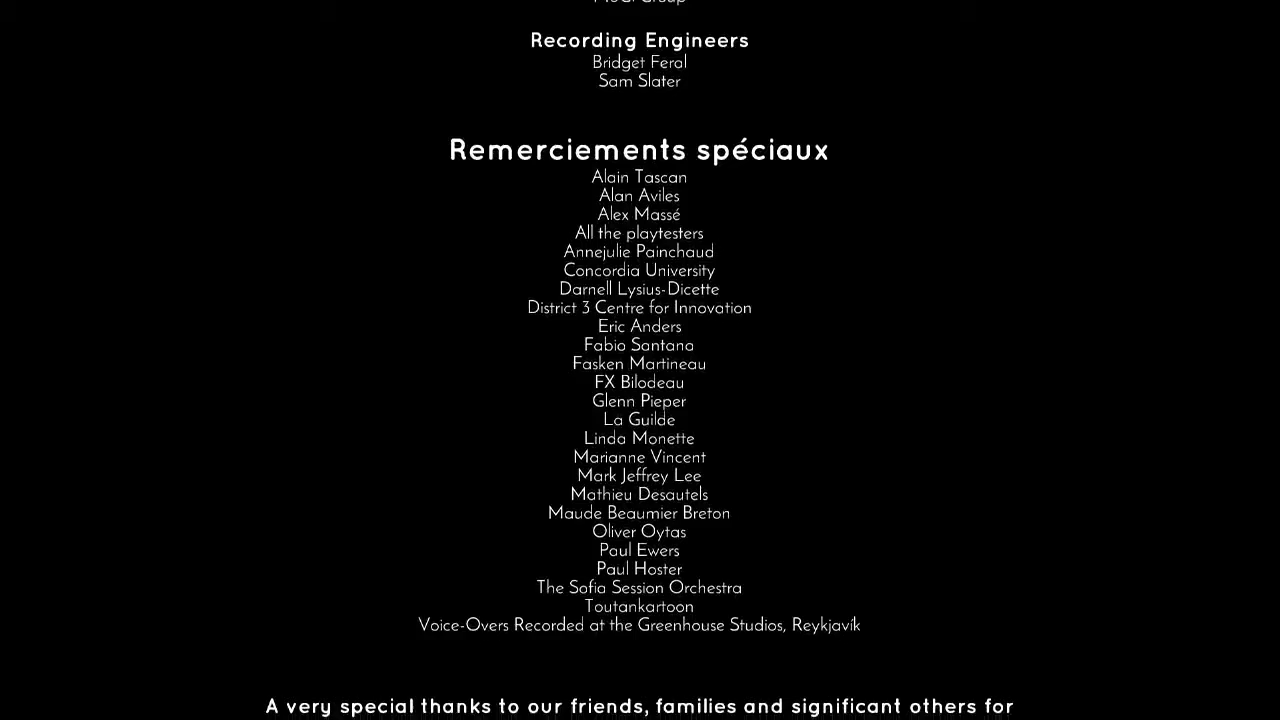 Recording Engineers
Bridget Feral
Sam Slater
Remerciements spéciaux
Alain Tascan
Alan Aviles
Alex Massé
All the playtesters
Annejulie Painchaud
Concordia University
Darnell Lysius-Dicette
District 3 Centre for Innovation
Eric Anders
Fabio Santana
Fasken Martineau
FX Bilodeau
Glenn Pieper
La Guilde
Linda Monette
Marianne Vincent
Mark Jeffrey Lee
Mathieu Desautels
Maude Beaumier Breton
Oliver Oytas
Paul Ewers
Paul Hoster
The Sofia Session Orchestra
Toutankartoon
Voice-Overs Recorded at the Greenhouse Studios, Reykjavík
A very special thanks to our friends, families and significant others for